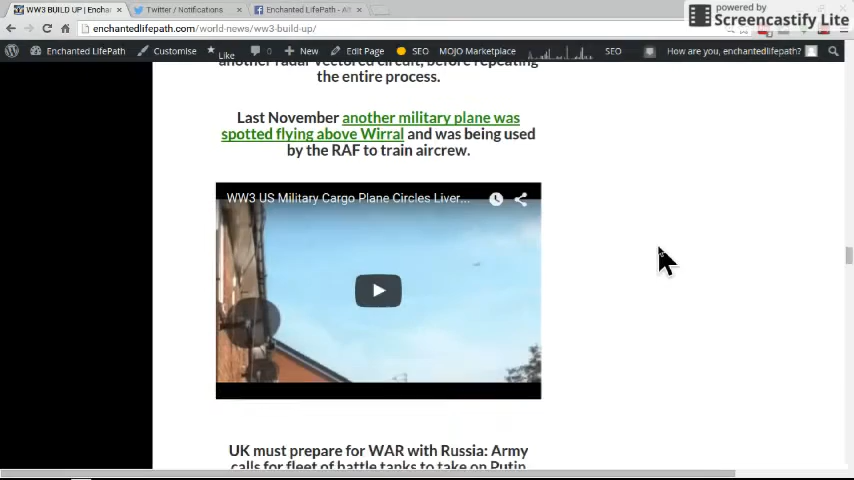 powered by
Screencastify Lite
WW3 BUILD UP | Encha
Twitter / Notifications
Facebook
Enchanted LifePath - Al
enchantedlifepath.com/world-news/ww3-build-up/
Enchanted LifePath
Customise
Like
0
New
Edit Page
SEO
MOJO Marketplace
SEO
How are you, enchantedlifepath?
another radar vectored circuit, before repeating
the entire process.
Last November another military plane was
spotted flying above Wirral and was being used
by the RAF to train aircrew.
WW3 US Military Cargo Plane Circles Liver...
UK must prepare for WAR with Russia: Army
calls for fleet of battle tanks to take on Putin